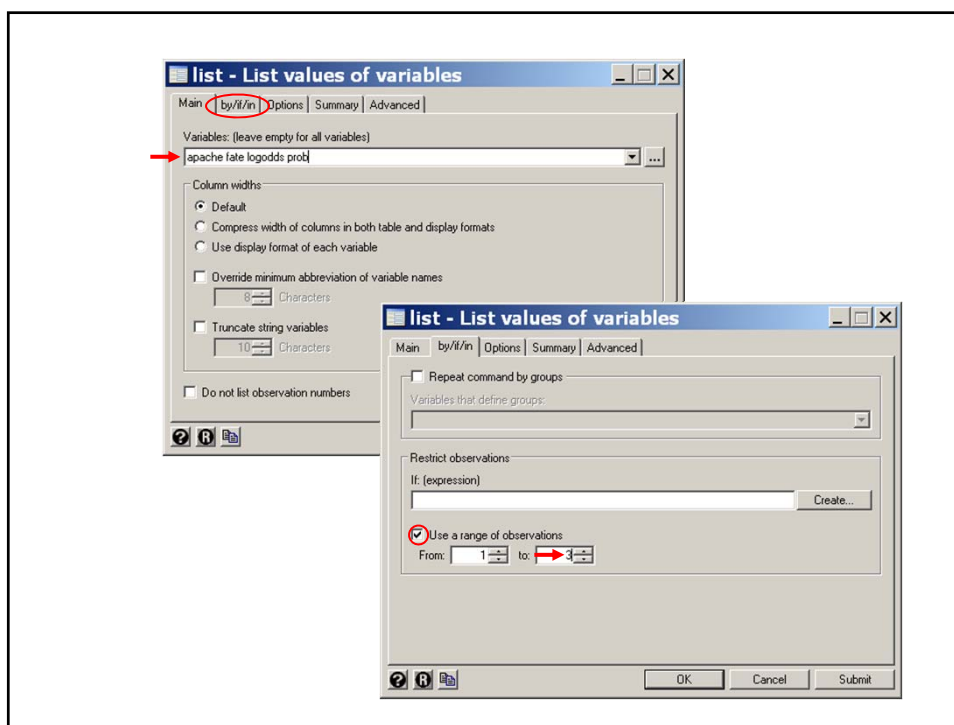 list - List values of variables
Main by/if/in Options Summary Advanced
Variables: (leave empty for all variables)
apache fate logodds prob
...
Column widths
Default
Compress width of columns in both table and display formats
Use display format of each variable
Override minimum abbreviation of variable names
8 Characters
Truncate string variables
10 Characters
Do not list observation numbers
? R
list - List values of variables
Main by/if/in Options Summary Advanced
Repeat command by groups
Variables that define groups:
Restrict observations
If: (expression)
Create...
Use a range of observations
From: 1 to: 3
? R
OK Cancel Submit